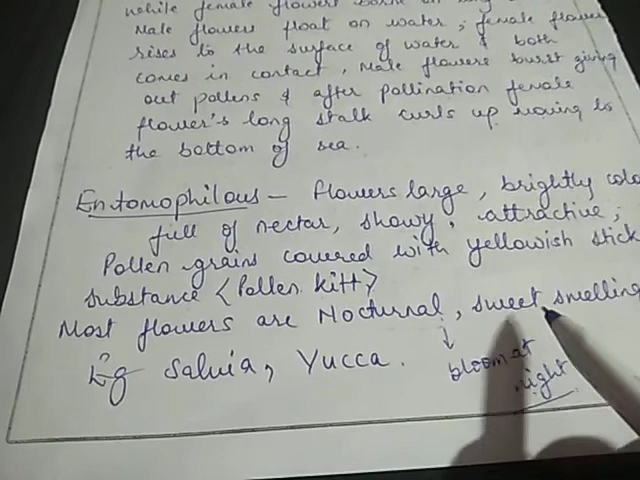 while female flowers borne on long
Male flowers float on water, female flower
rises to the surface of water & both
comes in contact, Male flowers burst giving
out pollens & after pollination female
flower's long stalk curls up moving to
the bottom of sea.
Entomophilous - flowers large, brightly colo
full of nectar, showy, attractive;
Pollen grains covered with yellowish stick
substance <Pollen kitt>
Most flowers are Nocturnal, sweet smelling
↓
Eg Salvia, Yucca. bloom at
night